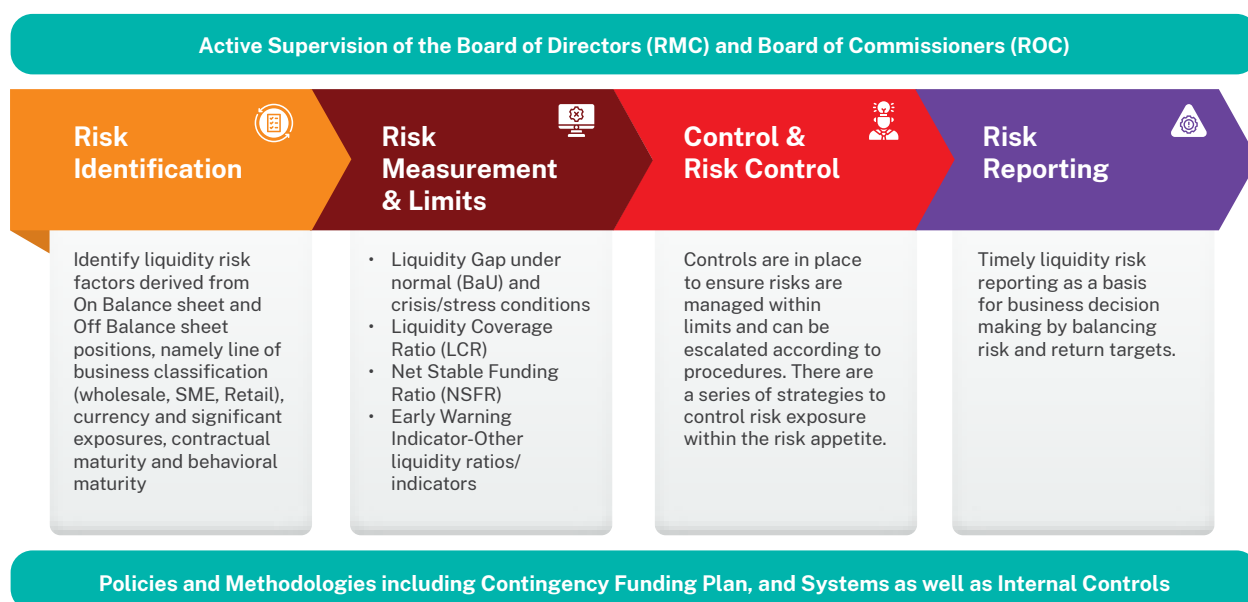 Active Supervision of the Board of Directors (RMC) and Board of Commissioners (ROC)
Risk
Identification
Identify liquidity risk
factors derived from
On Balance sheet and
Off Balance sheet
positions, namely line of
business classification
(wholesale, SME, Retail),
currency and significant
exposures, contractual
maturity and behavioral
maturity
Risk
Measurement
& Limits
• Liquidity Gap under
normal (BaU) and
crisis/stress conditions
• Liquidity Coverage
Ratio (LCR)
• Net Stable Funding
Ratio (NSFR)
• Early Warning
Indicator-Other
liquidity ratios/
indicators
Control &
Risk Control
Controls are in place
to ensure risks are
managed within
limits and can be
escalated according to
procedures. There are
a series of strategies to
control risk exposure
within the risk appetite.
Risk
Reporting
Timely liquidity risk
reporting as a basis
for business decision
making by balancing
risk and return targets.
Policies and Methodologies including Contingency Funding Plan, and Systems as well as Internal Controls